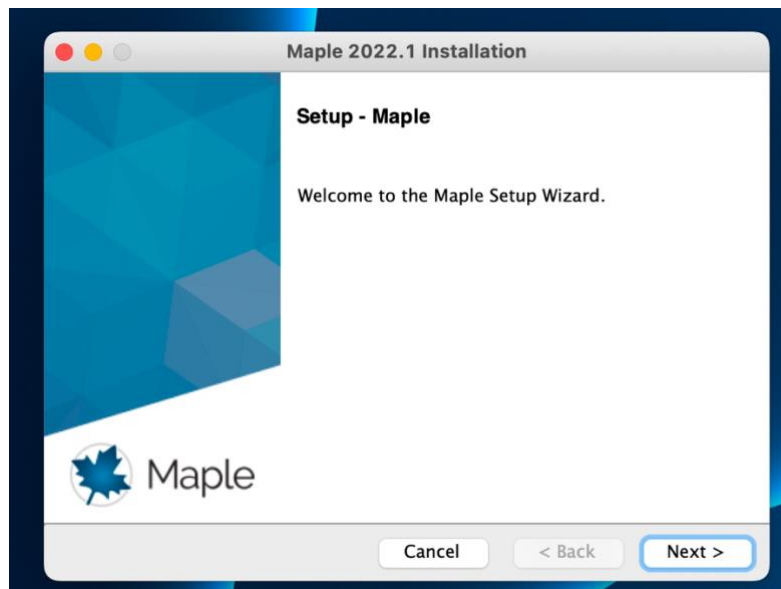 Maple 2022.1 Installation
Setup - Maple
Welcome to the Maple Setup Wizard.
Maple
Cancel
< Back
Next >